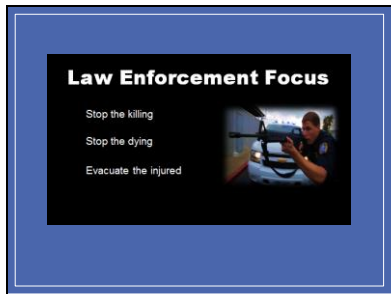 Law Enforcement Focus
Stop the killing
Stop the dying
Evacuate the injured